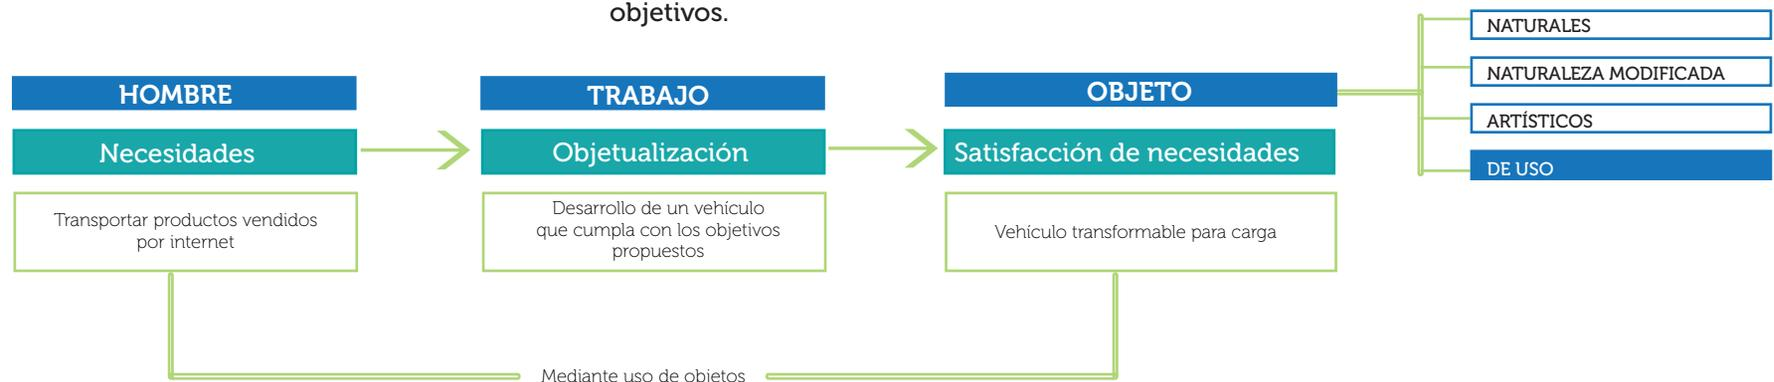 objetivos.
HOMBRE
Necesidades
Transportar productos vendidos
por internet
TRABAJO
Objetualización
Desarrollo de un vehículo
que cumpla con los objetivos
propuestos
OBJETO
Satisfacción de necesidades
Vehículo transformable para carga
NATURALES
NATURALEZA MODIFICADA
ARTÍSTICOS
DE USO
Mediante uso de objetos